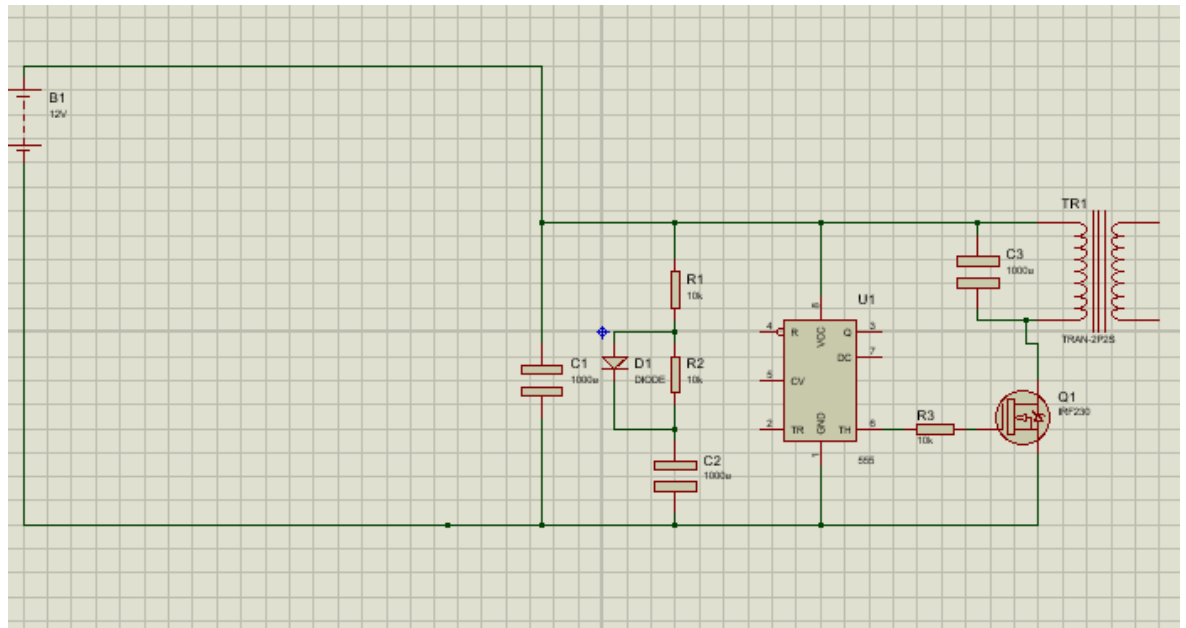 B1
12V
TR1
TRAN-2P2S
C3
1000u
R1
10k
U1
8
4
R
VCC
Q
3
DC
7
5
CV
2
TR
GND
TH
6
1
555
D1
DIODE
R2
10k
C1
1000u
C2
1000u
R3
10k
Q1
IRF230